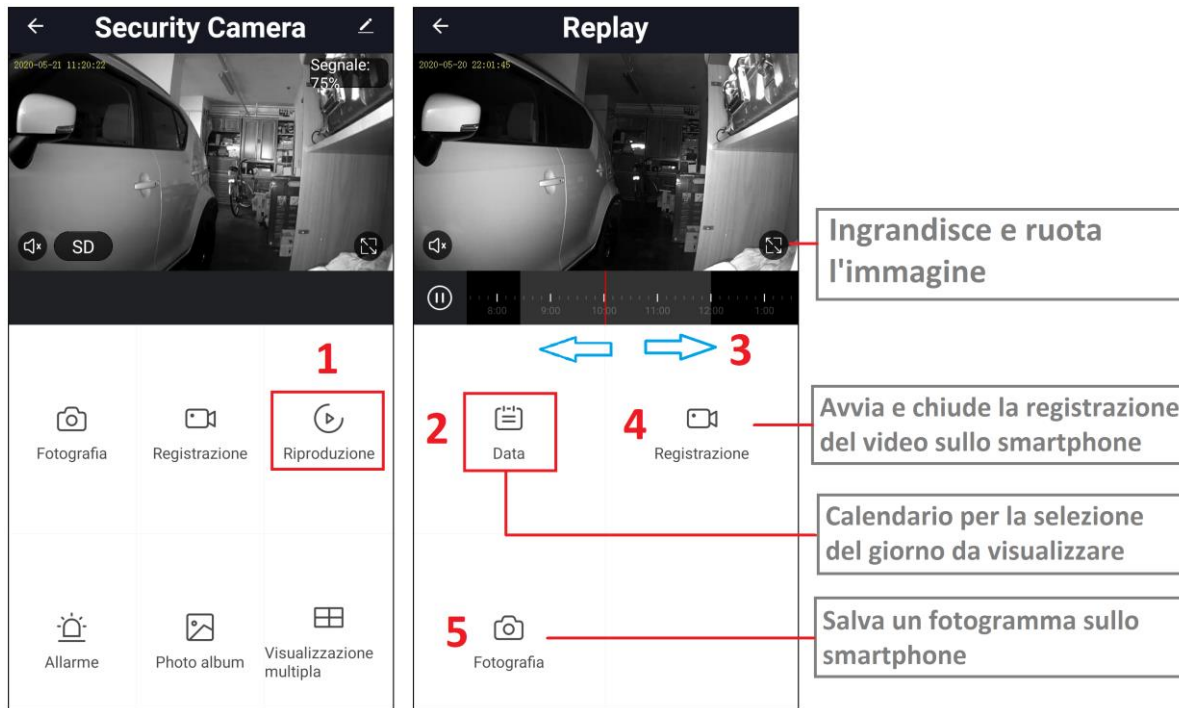 Security Camera
2020-05-21 11:20:22
Segnale:
75%
SD
1
Fotografia
Registrazione
Riproduzione
Allarme
Photo album
Visualizzazione
multipla
Replay
2020-05-20 22:01:45
8:00 9:00 10:00 11:00 12:00 1:00
3
2
Data
4
Registrazione
5
Fotografia
Ingrandisce e ruota
l'immagine
Avvia e chiude la registrazione
del video sullo smartphone
Calendario per la selezione
del giorno da visualizzare
Salva un fotogramma sullo
smartphone